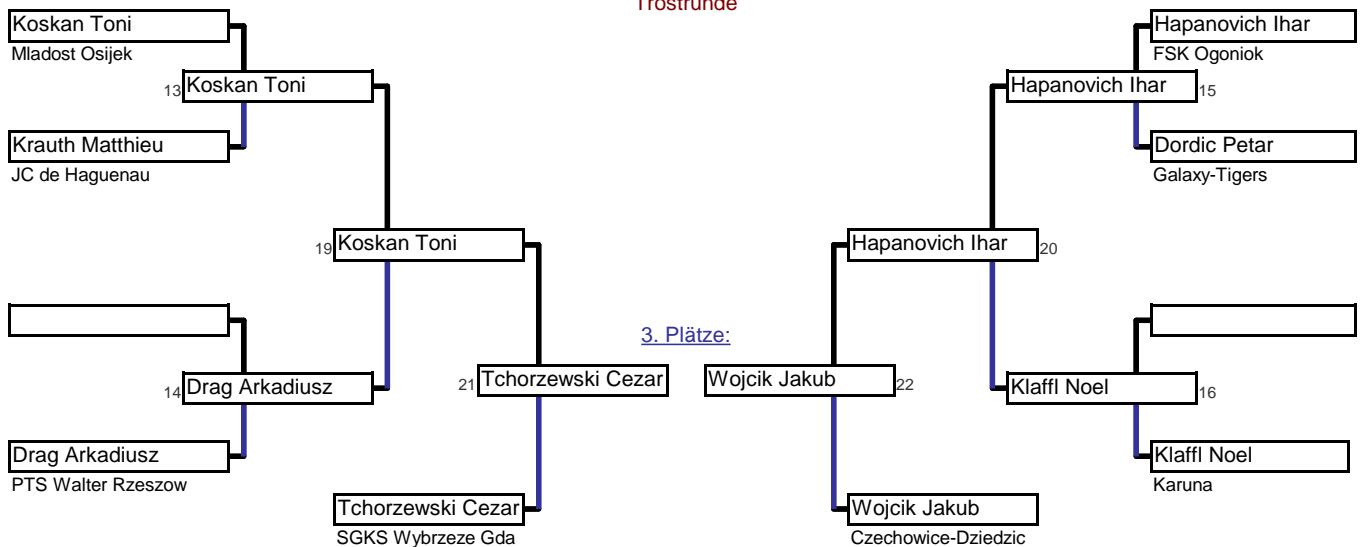 Trostrunde
Koskan Toni
Mladost Osijek
13
Koskan Toni
Krauth Matthieu
JC de Haguenau
19
Koskan Toni
14
Drag Arkadiusz
Drag Arkadiusz
PTS Walter Rzeszow
21
Tchorzewski Cezar
Tchorzewski Cezar
SGKS Wybrzeze Gda
3. Plätze:
Hapanovich Ihar
FSK Ogoniok
Hapanovich Ihar
15
Dordic Petar
Galaxy-Tigers
Hapanovich Ihar
20
Wojcik Jakub
22
Klaffl Noel
16
Klaffl Noel
Karuna
Wojcik Jakub
Czechowice-Dziedzic